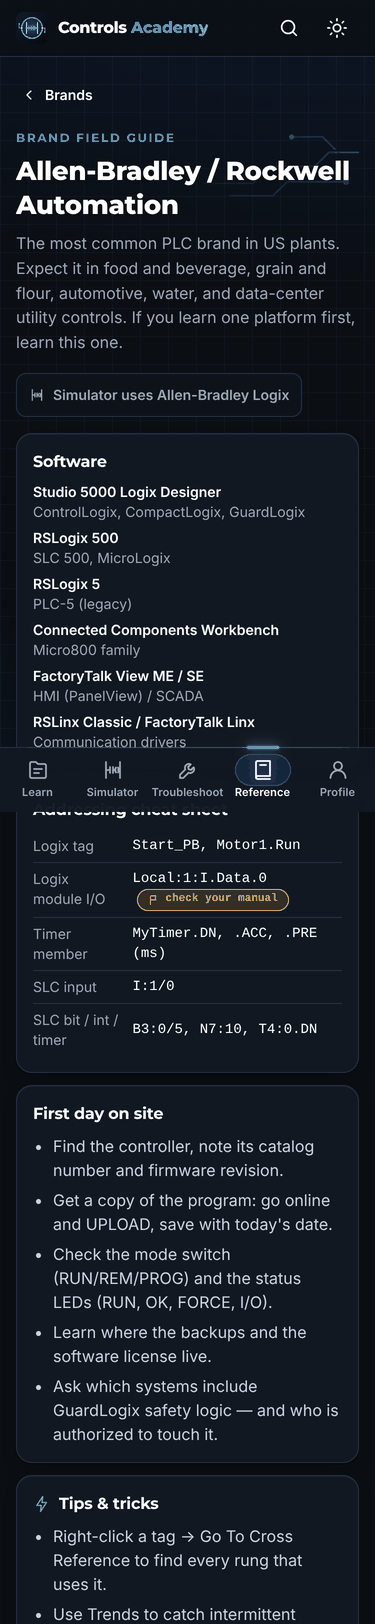 Controls Academy
Brands
BRAND FIELD GUIDE
Allen-Bradley / Rockwell
Automation
The most common PLC brand in US plants.
Expect it in food and beverage, grain and
flour, automotive, water, and data-center
utility controls. If you learn one platform first,
learn this one.
Simulator uses Allen-Bradley Logix
Software
Studio 5000 Logix Designer
ControlLogix, CompactLogix, GuardLogix
RSLogix 500
SLC 500, MicroLogix
RSLogix 5
PLC-5 (legacy)
Connected Components Workbench
Micro800 family
FactoryTalk View ME / SE
HMI (PanelView) / SCADA
RSLinx Classic / FactoryTalk Linx
Communication drivers
Learn
Simulator
Troubleshoot
Reference
Profile
Addressing cheat sheet
Logix tag
Start_PB, Motor1.Run
Logix
module I/O
Local:1:I.Data.0
check your manual
Timer
member
MyTimer.DN, .ACC, .PRE
(ms)
SLC input
I:1/0
SLC bit / int /
timer
B3:0/5, N7:10, T4:0.DN
First day on site
• Find the controller, note its catalog
number and firmware revision.
• Get a copy of the program: go online
and UPLOAD, save with today's date.
• Check the mode switch
(RUN/REM/PROG) and the status
LEDs (RUN, OK, FORCE, I/O).
• Learn where the backups and the
software license live.
• Ask which systems include
GuardLogix safety logic — and who is
authorized to touch it.
Tips & tricks
• Right-click a tag → Go To Cross
Reference to find every rung that
uses it.
• Use Trends to catch intermittent